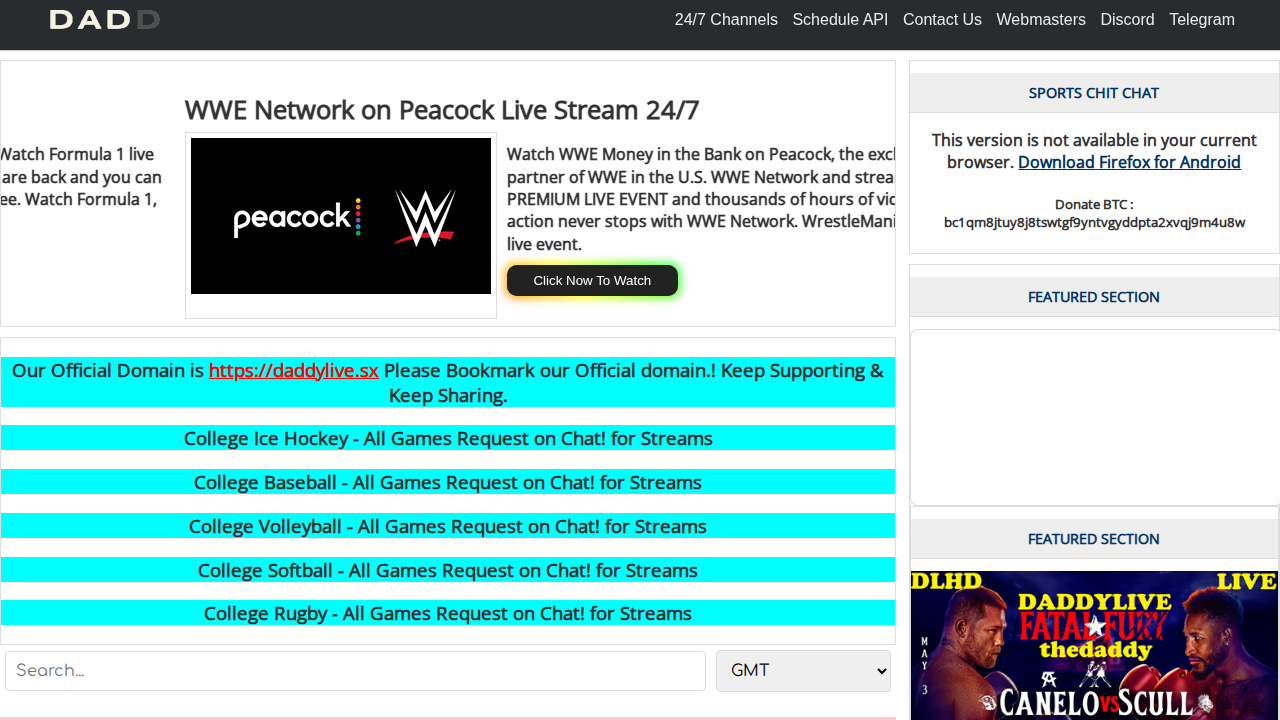 DADD
24/7 Channels Schedule API Contact Us Webmasters Discord Telegram
WWE Network on Peacock Live Stream 24/7
Watch Formula 1 live
are back and you can
ee. Watch Formula 1,
peacock
W
Watch WWE Money in the Bank on Peacock, the exc
partner of WWE in the U.S. WWE Network and strea
PREMIUM LIVE EVENT and thousands of hours of vid
action never stops with WWE Network. WrestleMani
live event.
Click Now To Watch
Our Official Domain is https://daddylive.sx Please Bookmark our Official domain.! Keep Supporting &
Keep Sharing.
College Ice Hockey - All Games Request on Chat! for Streams
College Baseball - All Games Request on Chat! for Streams
College Volleyball - All Games Request on Chat! for Streams
College Softball - All Games Request on Chat! for Streams
College Rugby - All Games Request on Chat! for Streams
Search...
GMT
SPORTS CHIT CHAT
This version is not available in your current
browser. Download Firefox for Android
Donate BTC :
bc1qm8jtuy8j8tswtgf9yntvgyddpta2xvqj9m4u8w
FEATURED SECTION
FEATURED SECTION
DLHD LIVE
DADDYLIVE
FATAL FURY
thedaddy
MAY 3
CANELO VS SCULL